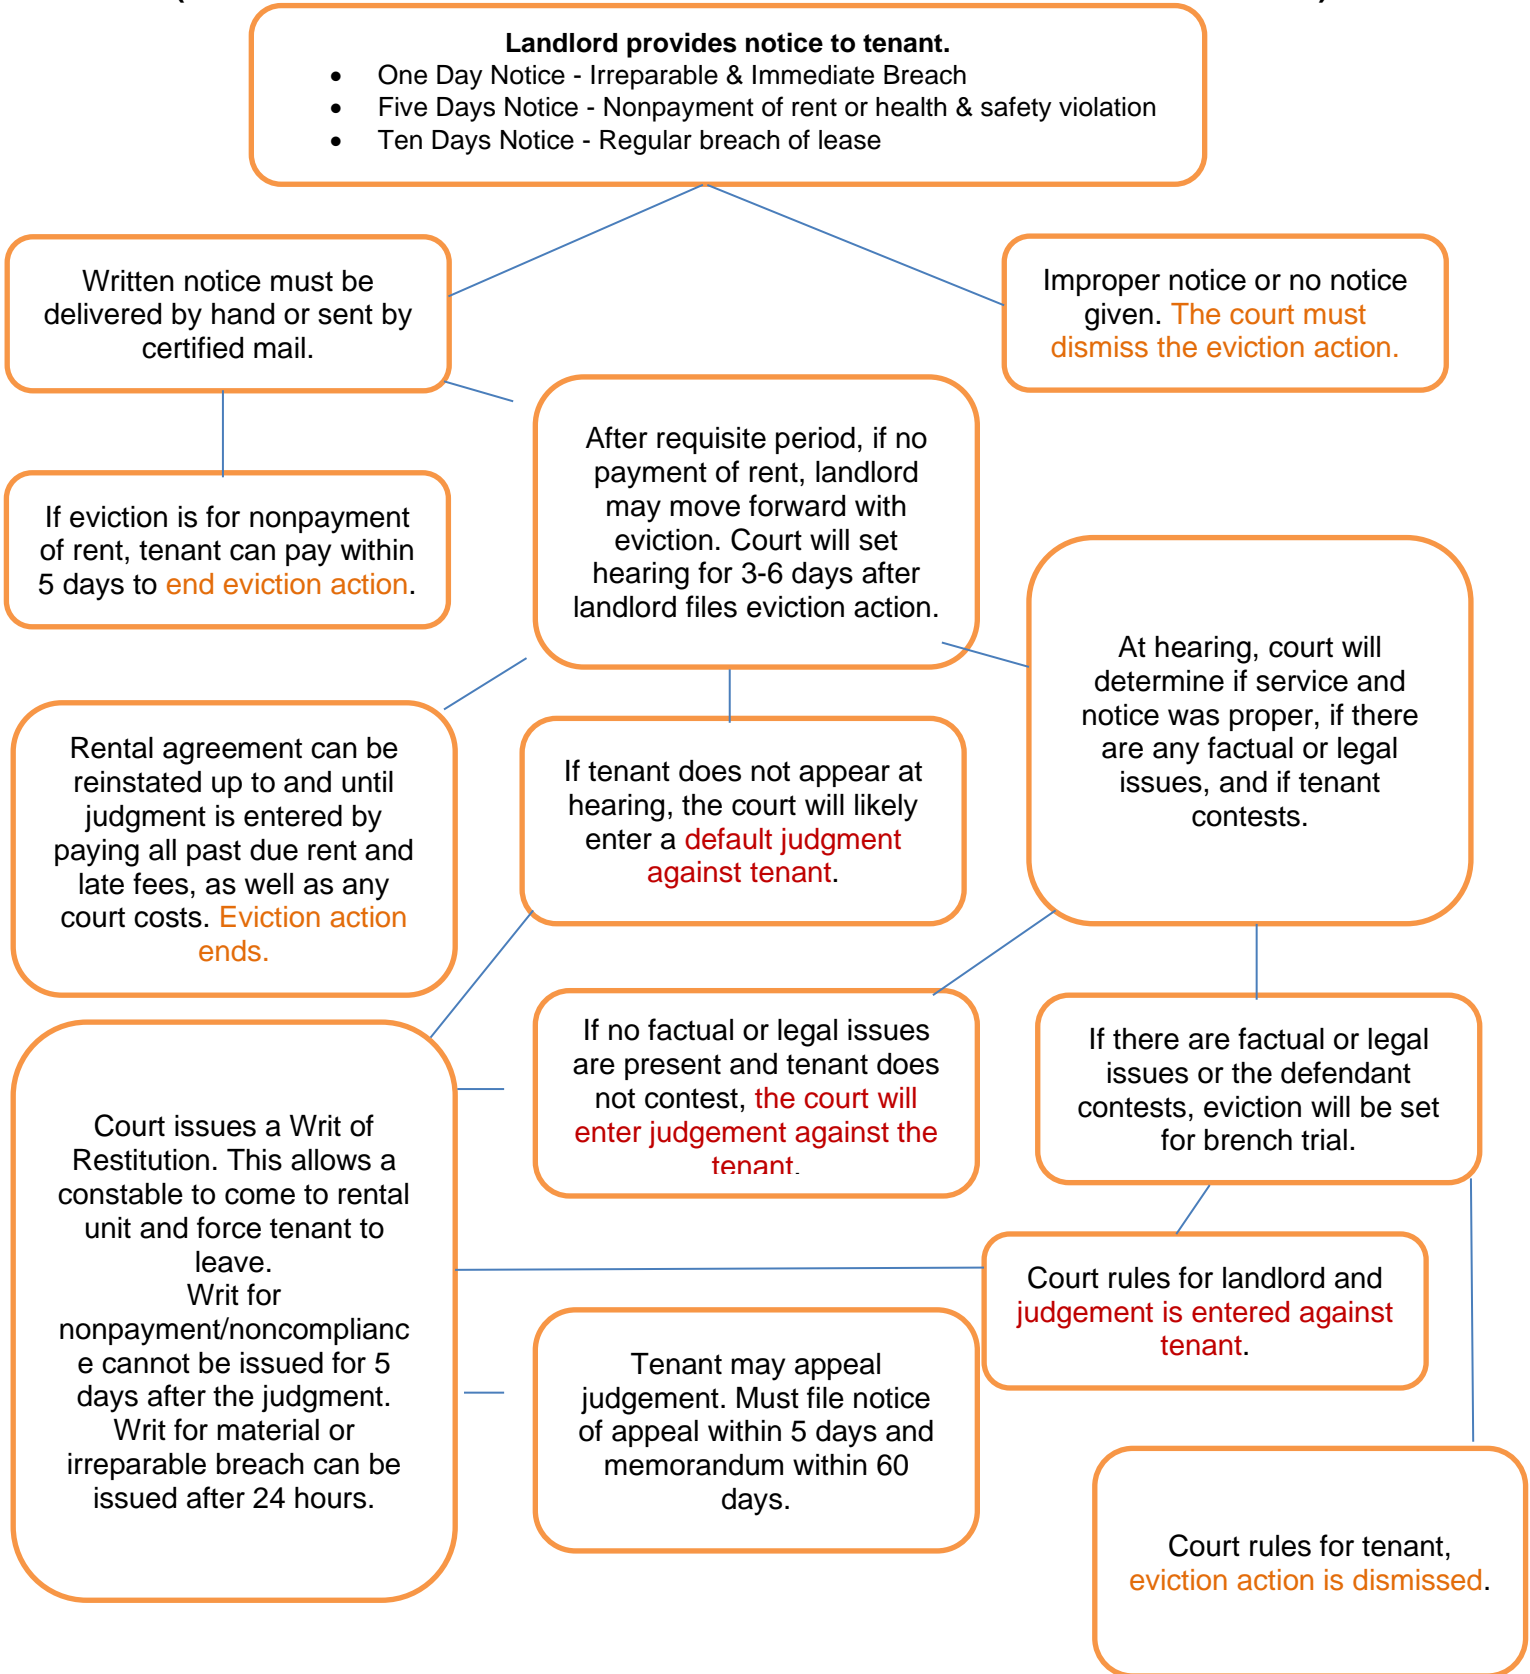 Landlord provides notice to tenant.
• One Day Notice - Irreparable & Immediate Breach
• Five Days Notice - Nonpayment of rent or health & safety violation
• Ten Days Notice - Regular breach of lease
Written notice must be
delivered by hand or sent by
certified mail.
Improper notice or no notice
given. The court must
dismiss the eviction action.
After requisite period, if no
payment of rent, landlord
may move forward with
eviction. Court will set
hearing for 3-6 days after
landlord files eviction action.
If eviction is for nonpayment
of rent, tenant can pay within
5 days to end eviction action.
At hearing, court will
determine if service and
notice was proper, if there
are any factual or legal
issues, and if tenant
contests.
Rental agreement can be
reinstated up to and until
judgment is entered by
paying all past due rent and
late fees, as well as any
court costs. Eviction action
ends.
If tenant does not appear at
hearing, the court will likely
enter a default judgment
against tenant.
If no factual or legal issues
are present and tenant does
not contest, the court will
enter judgement against the
tenant.
If there are factual or legal
issues or the defendant
contests, eviction will be set
for brench trial.
Court issues a Writ of
Restitution. This allows a
constable to come to rental
unit and force tenant to
leave.
Writ for
nonpayment/noncomplianc
e cannot be issued for 5
days after the judgment.
Writ for material or
irreparable breach can be
issued after 24 hours.
Court rules for landlord and
judgement is entered against
tenant.
Tenant may appeal
judgement. Must file notice
of appeal within 5 days and
memorandum within 60
days.
Court rules for tenant,
eviction action is dismissed.